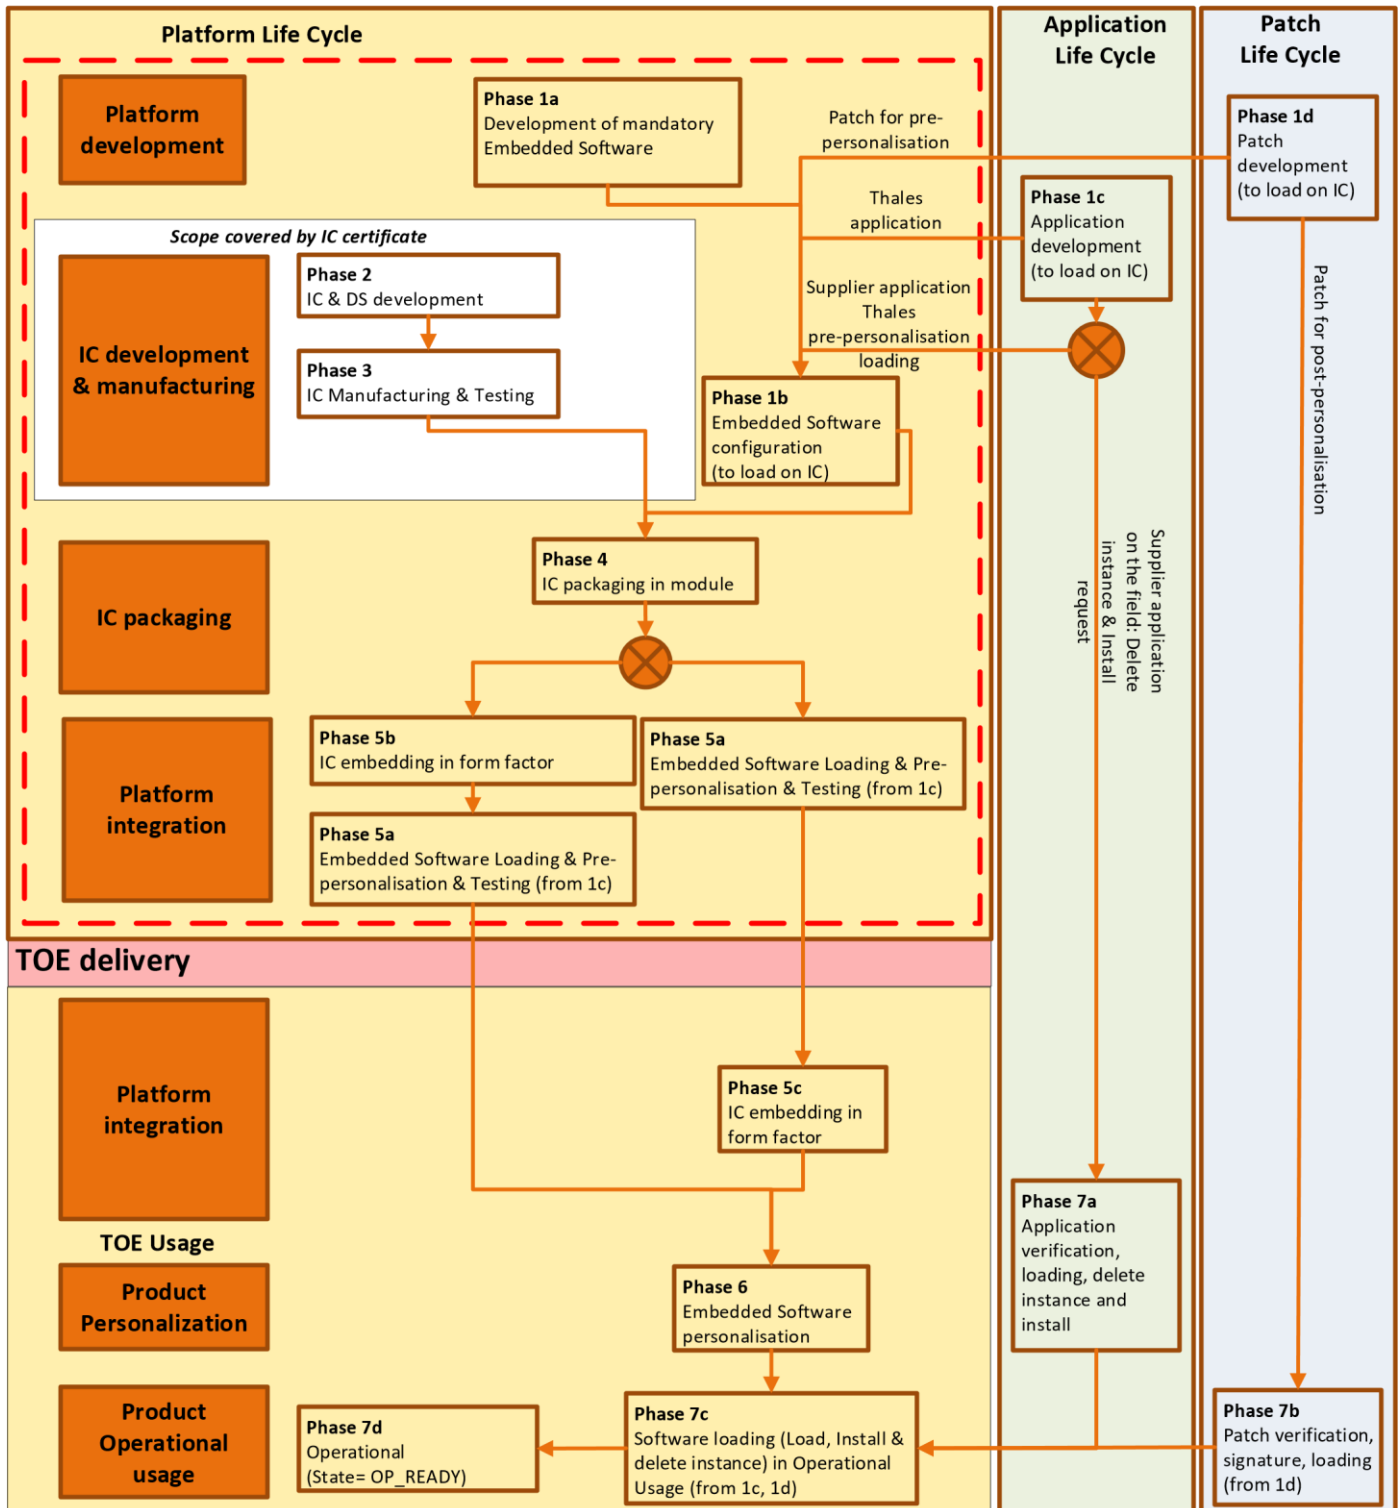 Platform Life Cycle
Application
Life Cycle
Patch
Life Cycle
Platform
development
Phase 1a
Development of mandatory
Embedded Software
Patch for pre-
personalisation
Phase 1d
Patch
development
(to load on IC)
Thales
application
Phase 1c
Application
development
(to load on IC)
Scope covered by IC certificate
IC development
& manufacturing
Phase 2
IC & DS development
Phase 3
IC Manufacturing & Testing
Supplier application
Thales
pre-personalisation
loading
Phase 1b
Embedded Software
configuration
(to load on IC)
Patch for post-personalisation
IC packaging
Phase 4
IC packaging in module
Supplier application
on the field: Delete
instance & Install
request
Platform
integration
Phase 5b
IC embedding in form factor
Phase 5a
Embedded Software Loading & Pre-
personalisation & Testing (from 1c)
Phase 5a
Embedded Software Loading & Pre-
personalisation & Testing (from 1c)
TOE delivery
Platform
integration
Phase 5c
IC embedding in
form factor
TOE Usage
Product
Personalization
Phase 6
Embedded Software
personalisation
Phase 7a
Application
verification,
loading, delete
instance and
install
Product
Operational
usage
Phase 7d
Operational
(State= OP_READY)
Phase 7c
Software loading (Load, Install &
delete instance) in Operational
Usage (from 1c, 1d)
Phase 7b
Patch verification,
signature, loading
(from 1d)